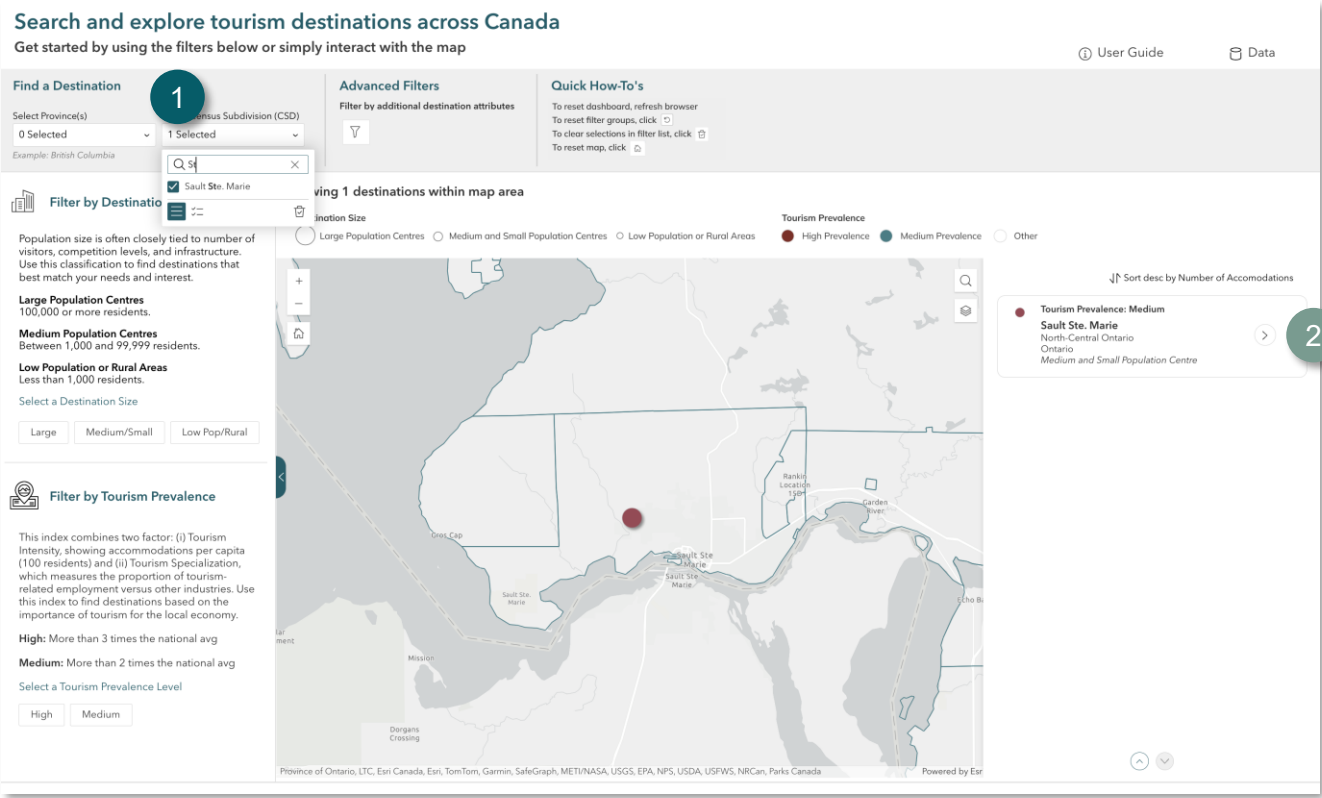 Search and explore tourism destinations across Canada
Get started by using the filters below or simply interact with the map
User Guide
Data
Find a Destination
1
Select Province(s)
ensus Subdivision (CSD)
0 Selected
1 Selected
Example: British Columbia
St
Sault Ste. Marie
Advanced Filters
Filter by additional destination attributes
Quick How-To's
To reset dashboard, refresh browser
To reset filter groups, click
To clear selections in filter list, click
To reset map, click
Filter by Destinatio
Population size is often closely tied to number of
visitors, competition levels, and infrastructure.
Use this classification to find destinations that
best match your needs and interest.
Large Population Centres
100,000 or more residents.
Medium Population Centres
Between 1,000 and 99,999 residents.
Low Population or Rural Areas
Less than 1,000 residents.
Select a Destination Size
Large
Medium/Small
Low Pop/Rural
Filter by Tourism Prevalence
This index combines two factor: (i) Tourism
Intensity, showing accommodations per capita
(100 residents) and (ii) Tourism Specialization,
which measures the proportion of tourism-
related employment versus other industries. Use
this index to find destinations based on the
importance of tourism for the local economy.
High: More than 3 times the national avg
Medium: More than 2 times the national avg
Select a Tourism Prevalence Level
High
Medium
wing 1 destinations within map area
ination Size
Large Population Centres
Medium and Small Population Centres
Low Population or Rural Areas
Tourism Prevalence
High Prevalence
Medium Prevalence
Other
+
−
Rankin
Location
15D
Garden
River
Gros Cap
Sault Ste
Marie
Sault Ste
Marie
Sault Ste.
Marie
Echo Ba
ar
ment
Mission
Dorgans
Crossing
Province of Ontario, LTC, Esri Canada, Esri, TomTom, Garmin, SafeGraph, METI/NASA, USGS, EPA, NPS, USDA, USFWS, NRCan, Parks Canada
Powered by Esr
Sort desc by Number of Accomodations
Tourism Prevalence: Medium
Sault Ste. Marie
North-Central Ontario
Ontario
Medium and Small Population Centre
2